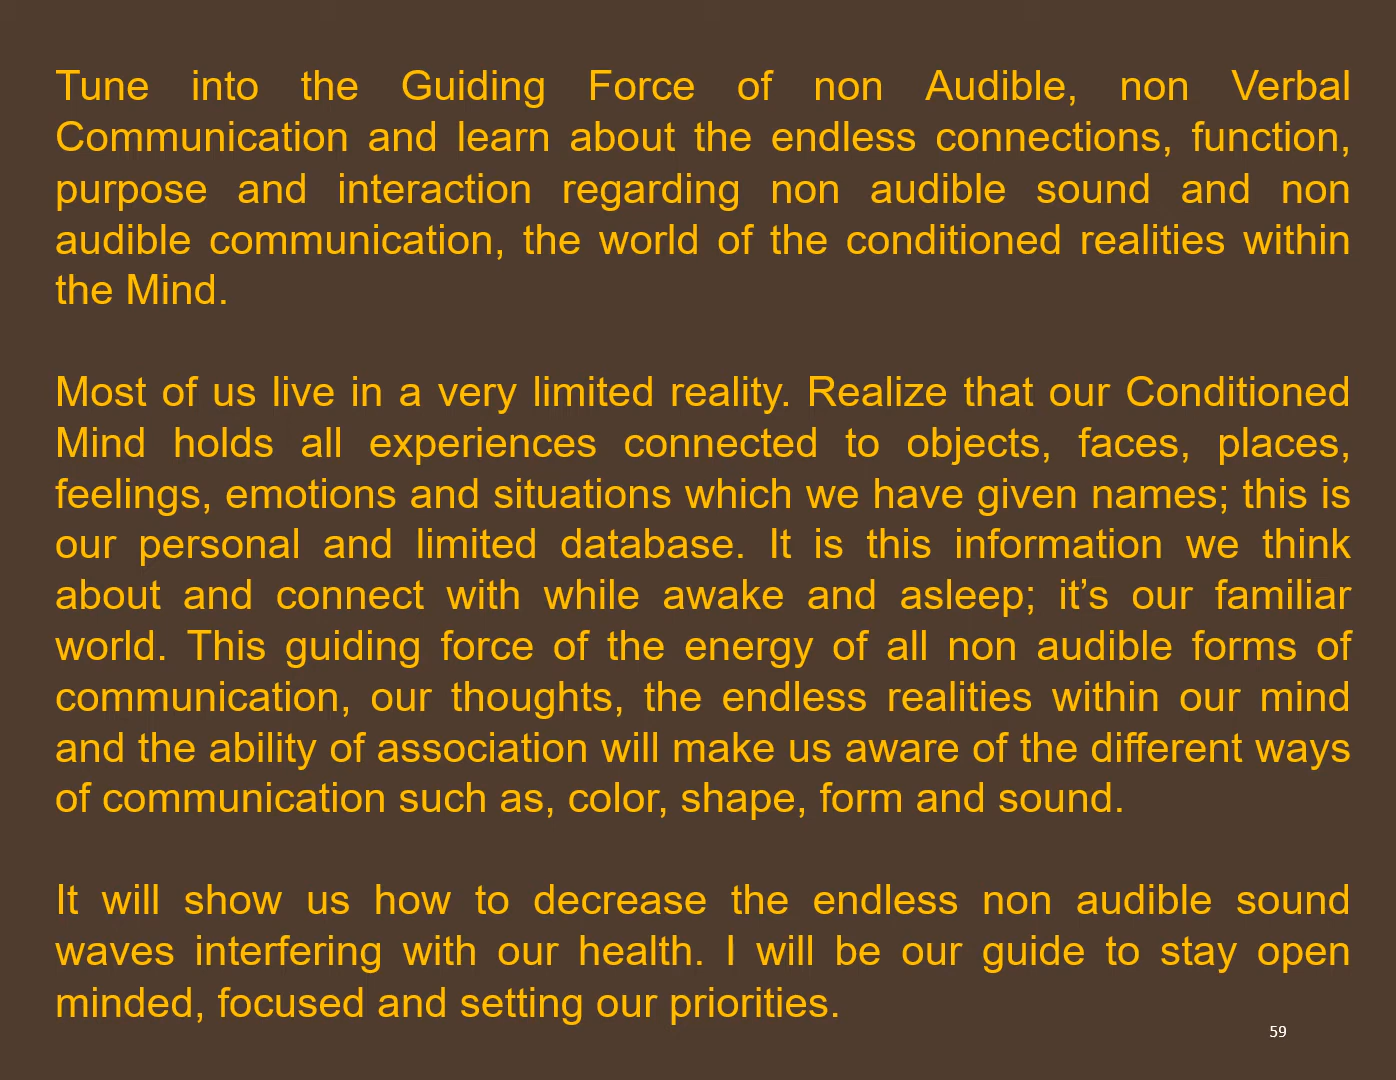 Tune into the Guiding Force of non Audible, non Verbal
Communication and learn about the endless connections, function,
purpose and interaction regarding non audible sound and non
audible communication, the world of the conditioned realities within
the Mind.
Most of us live in a very limited reality. Realize that our Conditioned
Mind holds all experiences connected to objects, faces, places,
feelings, emotions and situations which we have given names; this is
our personal and limited database. It is this information we think
about and connect with while awake and asleep; it’s our familiar
world. This guiding force of the energy of all non audible forms of
communication, our thoughts, the endless realities within our mind
and the ability of association will make us aware of the different ways
of communication such as, color, shape, form and sound.
It will show us how to decrease the endless non audible sound
waves interfering with our health. I will be our guide to stay open
minded, focused and setting our priorities.
59